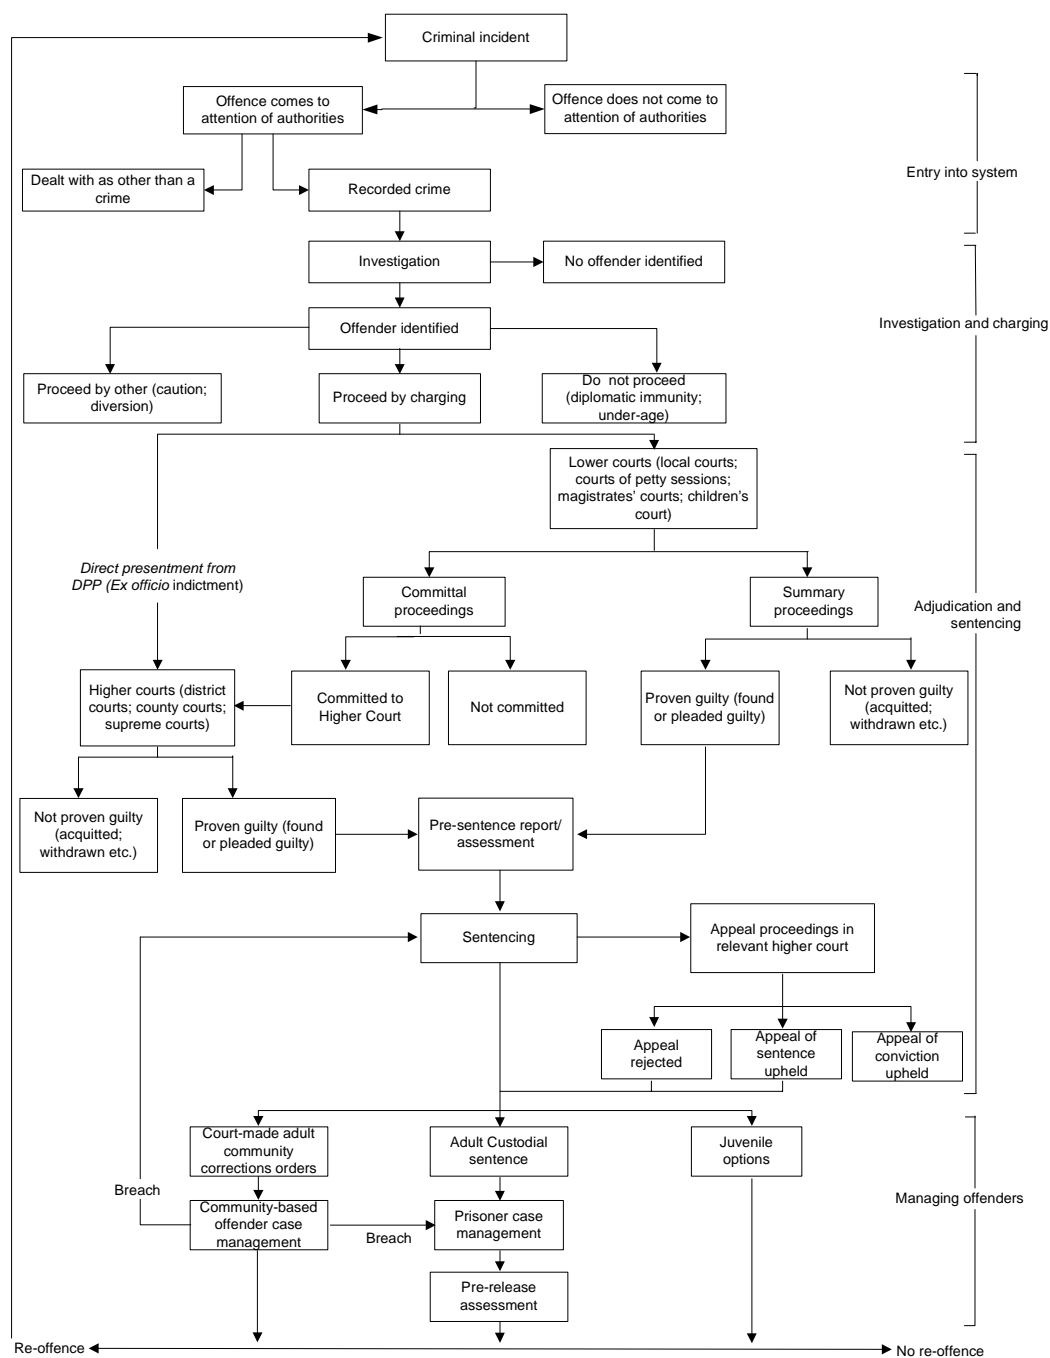 Criminal incident
Offence comes to
attention of authorities
Offence does not come to
attention of authorities
Dealt with as other than a
crime
Recorded crime
Entry into system
Investigation
No offender identified
Offender identified
Investigation and charging
Proceed by other (caution;
diversion)
Proceed by charging
Do not proceed
(diplomatic immunity;
under-age)
Lower courts (local courts;
courts of petty sessions;
magistrates' courts; children's
court)
Direct presentment from
DPP (Ex officio indictment)
Committal
proceedings
Summary
proceedings
Adjudication and
sentencing
Higher courts (district
courts; county courts;
supreme courts)
Committed to
Higher Court
Not committed
Proven guilty (found
or pleaded guilty)
Not proven guilty
(acquitted;
withdrawn etc.)
Not proven guilty
(acquitted;
withdrawn etc.)
Proven guilty (found
or pleaded guilty)
Pre-sentence report/
assessment
Sentencing
Appeal proceedings in
relevant higher court
Appeal
rejected
Appeal of
sentence
upheld
Appeal of
conviction
upheld
Court-made adult
community
corrections orders
Adult Custodial
sentence
Juvenile
options
Breach
Community-based
offender case
management
Breach
Prisoner case
management
Managing offenders
Pre-release
assessment
Re-offence
No re-offence